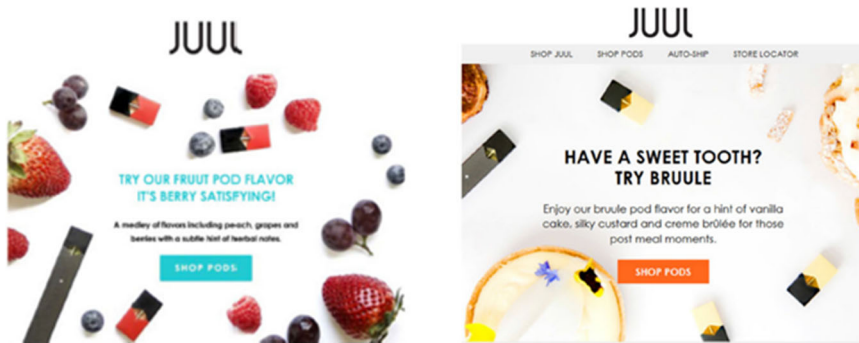 JUUL
TRY OUR FRUUT POD FLAVOR
IT'S BERRY SATISFYING!
A medley of flavors including peach, grapes and
berries with a subtle hint of herbal notes.
SHOP PODS
JUUL
SHOP JUUL SHOP PODS AUTO-SHIP STORE LOCATOR
HAVE A SWEET TOOTH?
TRY BRUULE
Enjoy our bruule pod flavor for a hint of vanilla
cake, silky custard and creme brûlée for those
post meal moments.
SHOP PODS